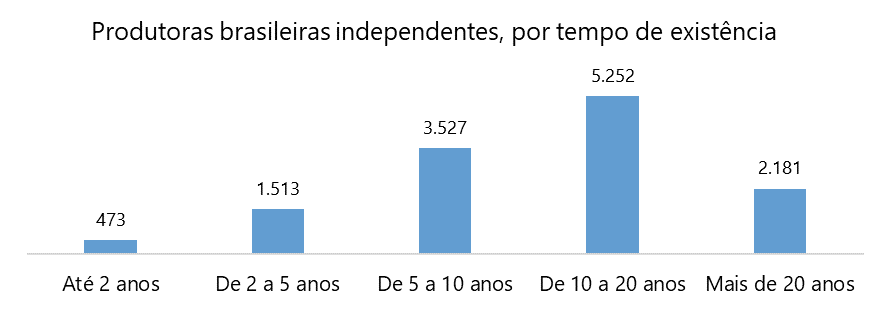 Produtoras brasileiras independentes, por tempo de existência
473
1.513
3.527
5.252
2.181
Até 2 anos
De 2 a 5 anos
De 5 a 10 anos
De 10 a 20 anos
Mais de 20 anos